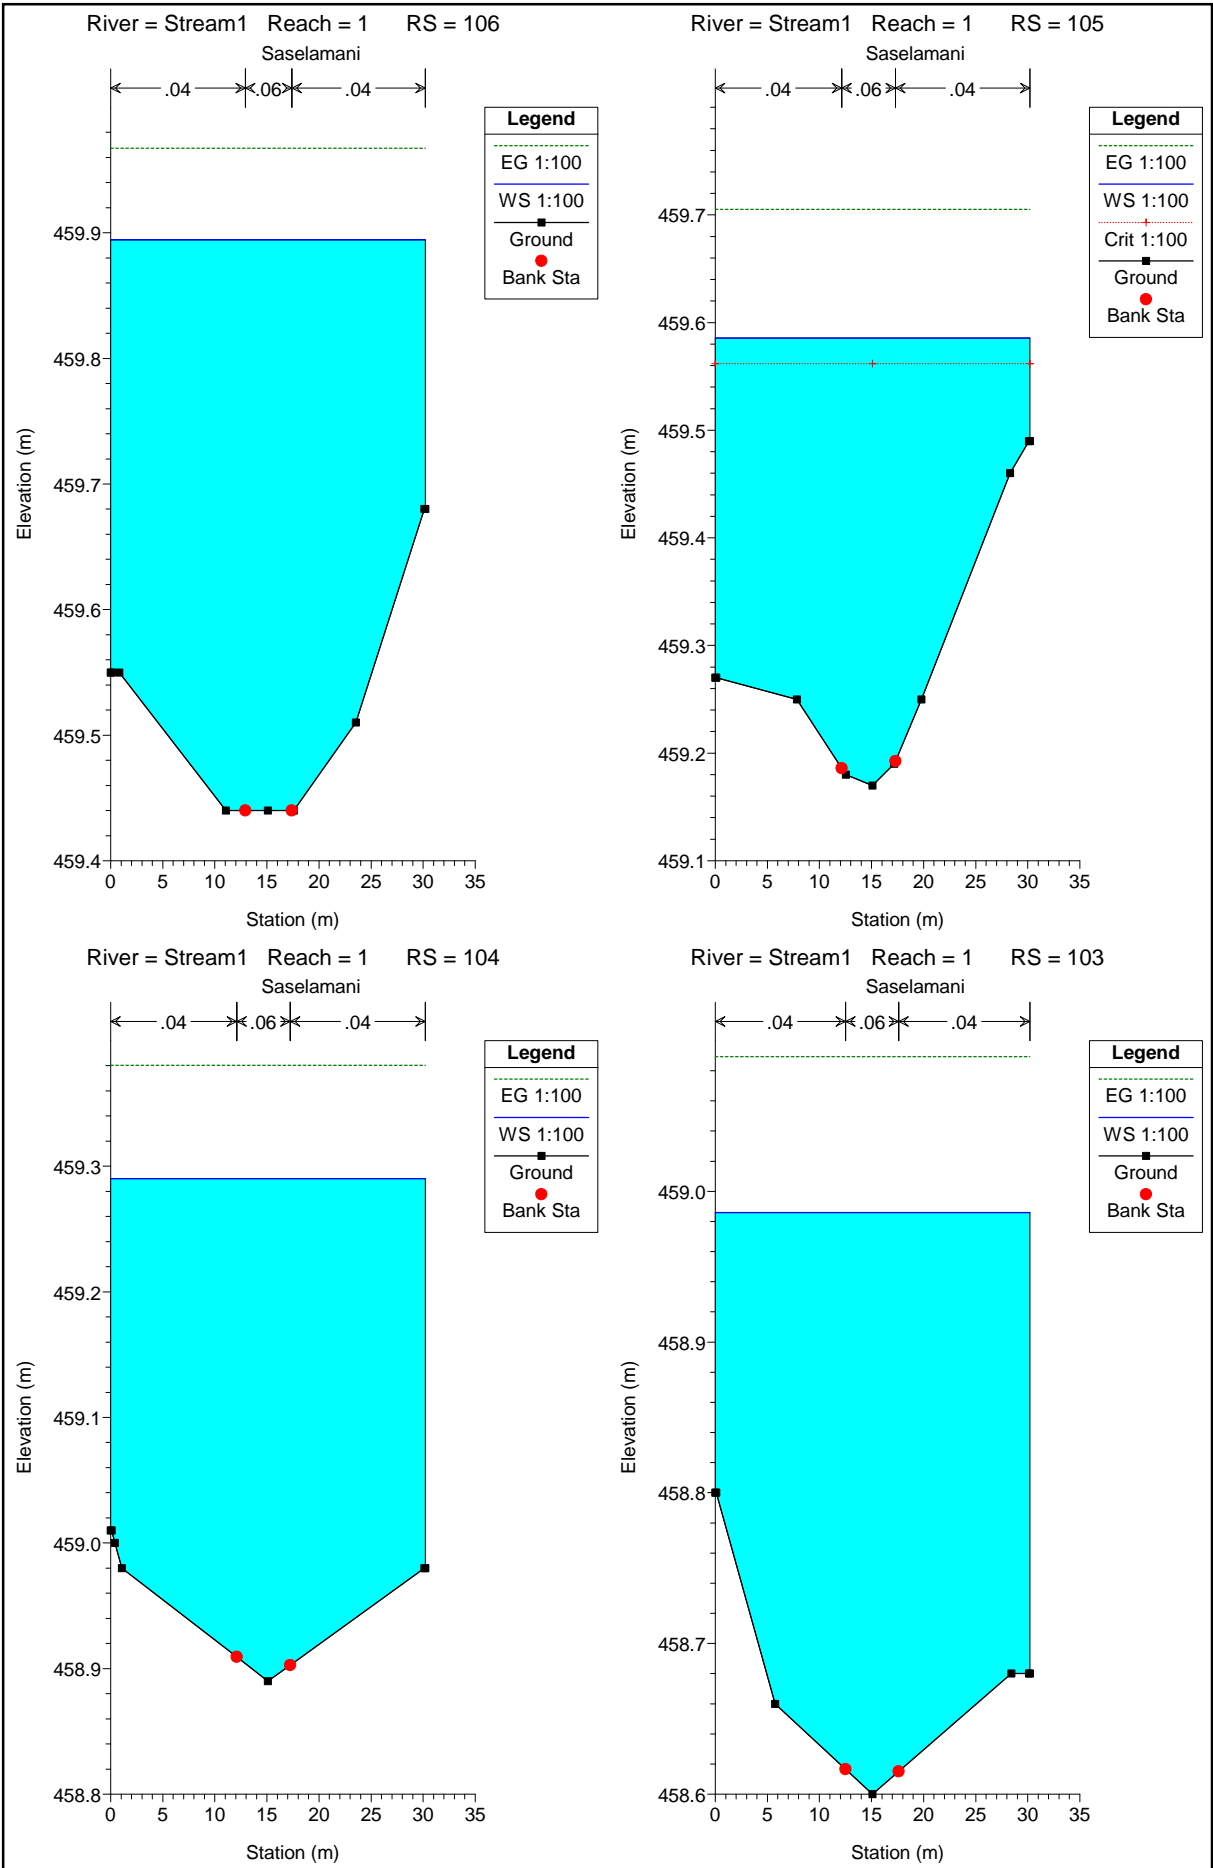 River = Stream1 Reach = 1 RS = 106
Saselamani
.04 .06 .04
Legend
EG 1:100
WS 1:100
Ground
Bank Sta
459.9
459.8
459.7
459.6
459.5
459.4
Elevation (m)
0 5 10 15 20 25 30 35
Station (m)
River = Stream1 Reach = 1 RS = 105
Saselamani
.04 .06 .04
Legend
EG 1:100
WS 1:100
Crit 1:100
Ground
Bank Sta
459.7
459.6
459.5
459.4
459.3
459.2
459.1
Elevation (m)
0 5 10 15 20 25 30 35
Station (m)
River = Stream1 Reach = 1 RS = 104
Saselamani
.04 .06 .04
Legend
EG 1:100
WS 1:100
Ground
Bank Sta
459.3
459.2
459.1
459.0
458.9
458.8
Elevation (m)
0 5 10 15 20 25 30 35
Station (m)
River = Stream1 Reach = 1 RS = 103
Saselamani
.04 .06 .04
Legend
EG 1:100
WS 1:100
Ground
Bank Sta
459.0
458.9
458.8
458.7
458.6
Elevation (m)
0 5 10 15 20 25 30 35
Station (m)